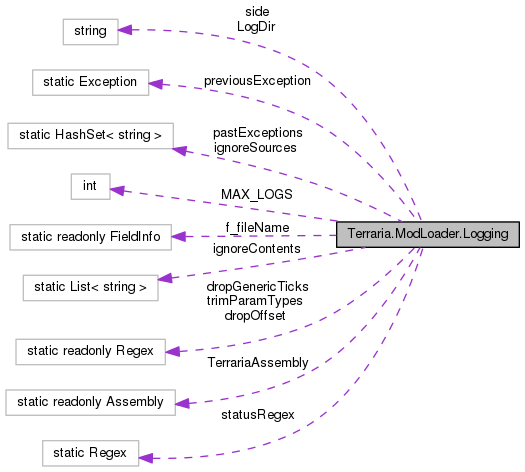 side
LogDir
string
previousException
static Exception
pastExceptions
ignoreSources
static HashSet< string >
MAX_LOGS
int
f_fileName
static readonly FieldInfo
Terraria.ModLoader.Logging
ignoreContents
static List< string >
dropGenericTicks
trimParamTypes
dropOffset
static readonly Regex
TerrariaAssembly
static readonly Assembly
statusRegex
static Regex